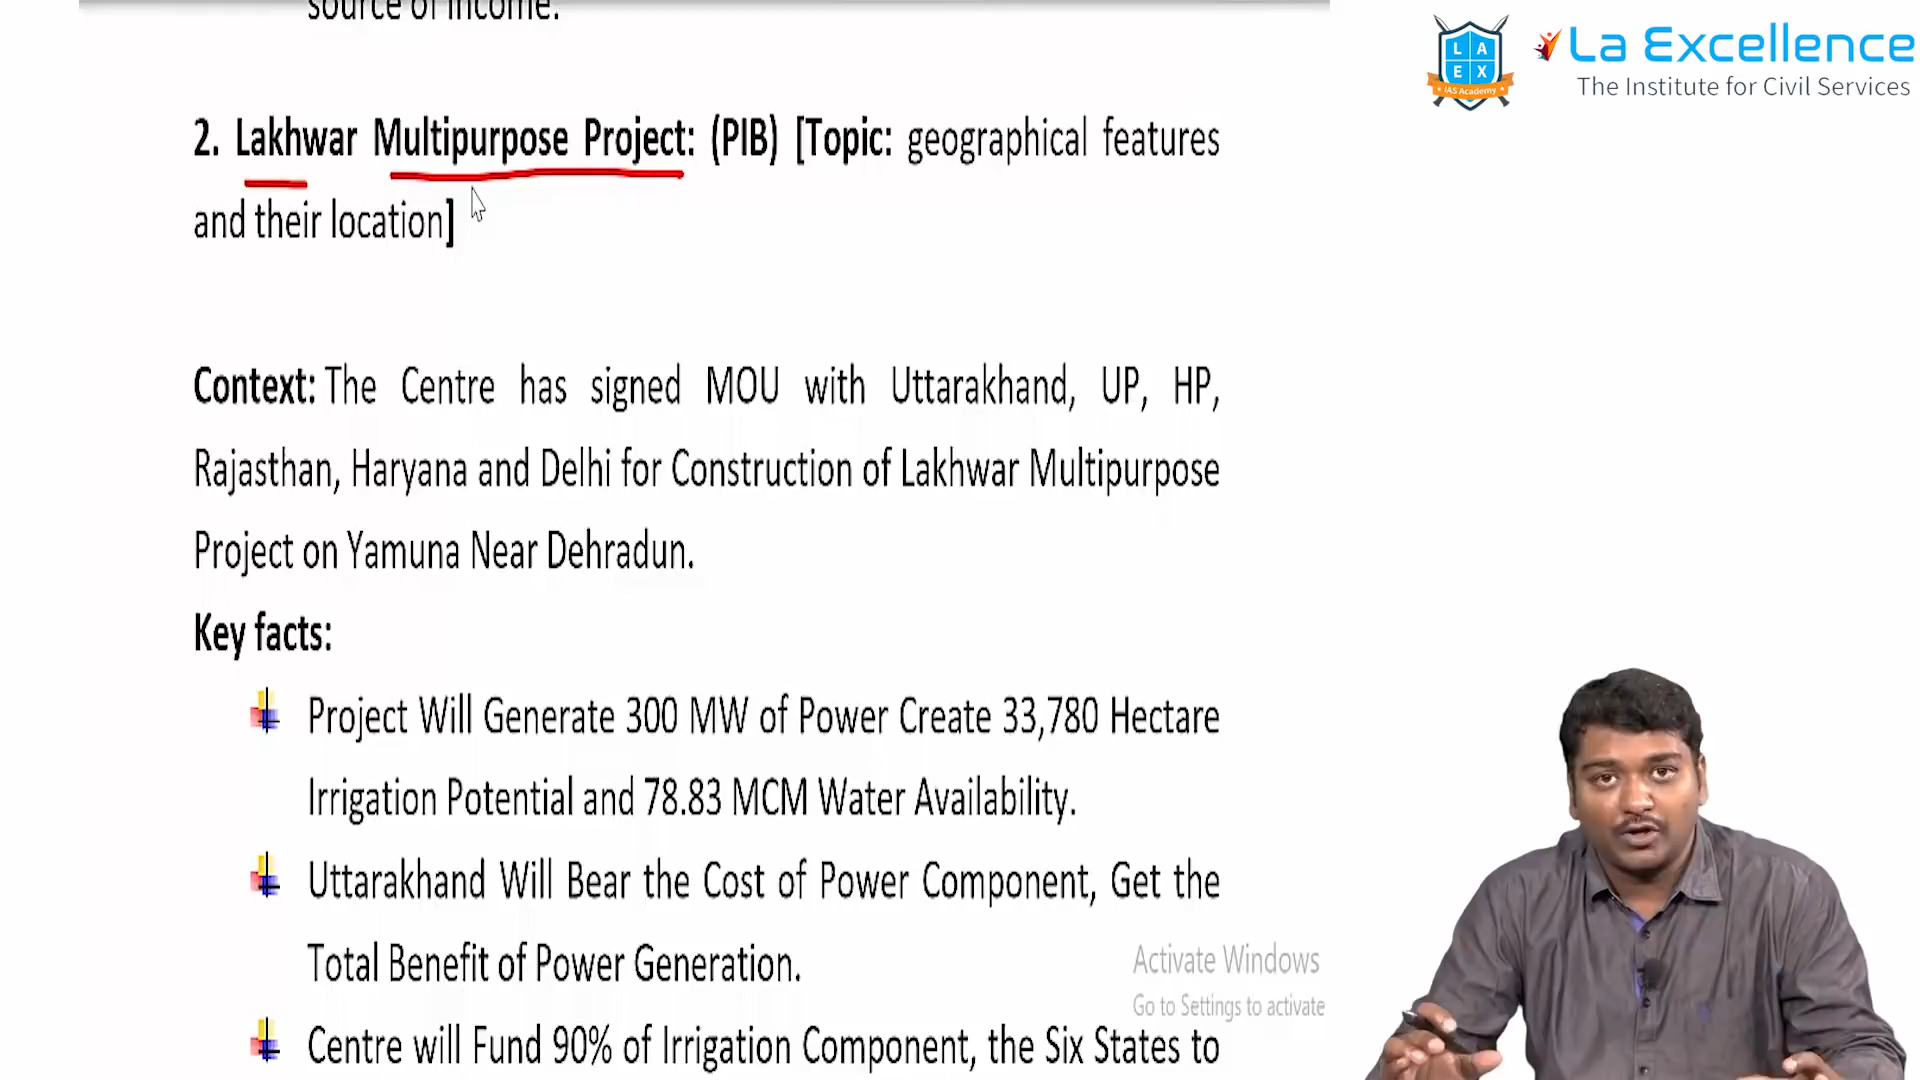 source of income.
2. Lakhwar Multipurpose Project: (PIB) [Topic: geographical features
and their location]
Context: The Centre has signed MOU with Uttarakhand, UP, HP,
Rajasthan, Haryana and Delhi for Construction of Lakhwar Multipurpose
Project on Yamuna Near Dehradun.
Key facts:
Project Will Generate 300 MW of Power Create 33,780 Hectare
Irrigation Potential and 78.83 MCM Water Availability.
Uttarakhand Will Bear the Cost of Power Component, Get the
Total Benefit of Power Generation.
Centre will Fund 90% of Irrigation Component, the Six States to
L A
E X
IAS Academy
La Excellence
The Institute for Civil Services
Activate Windows
Go to Settings to activate